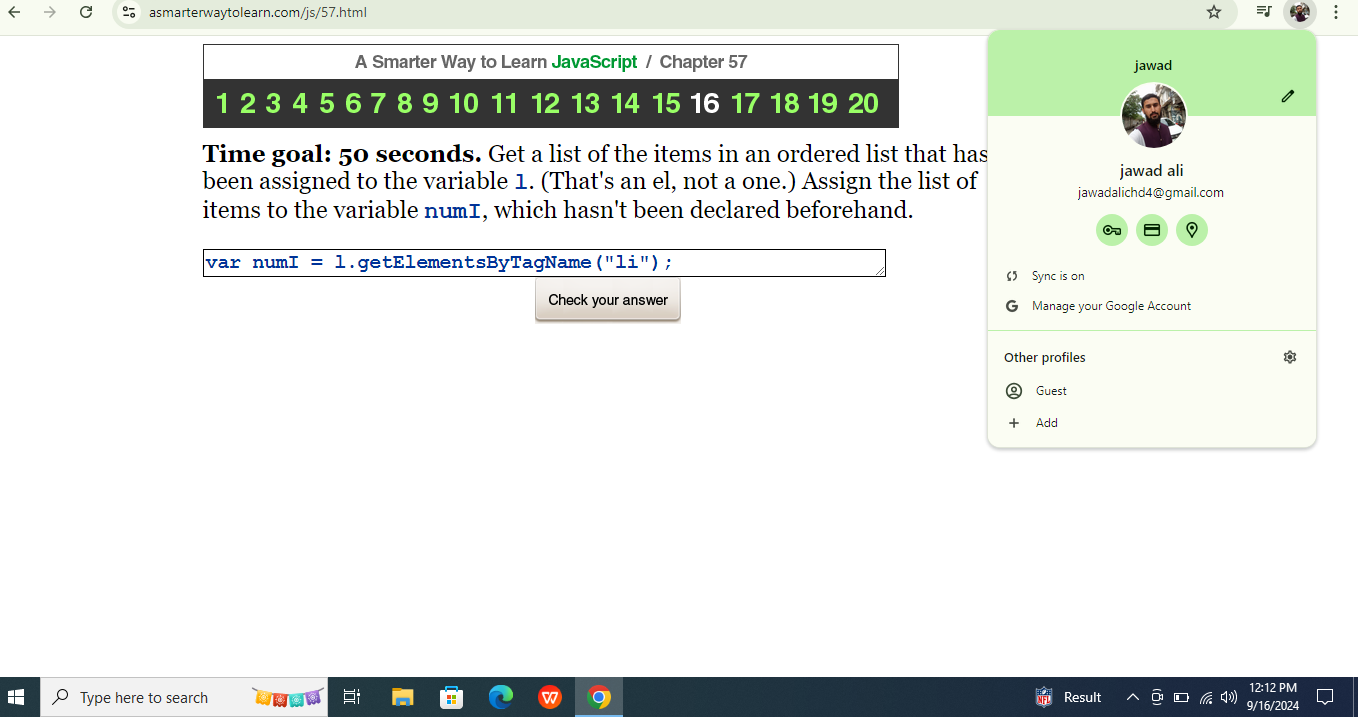 asmarterwaytolearn.com/js/57.html
A Smarter Way to Learn JavaScript / Chapter 57
1 2 3 4 5 6 7 8 9 10 11 12 13 14 15 16 17 18 19 20
Time goal: 50 seconds. Get a list of the items in an ordered list that has
been assigned to the variable l. (That's an el, not a one.) Assign the list of
items to the variable numI, which hasn't been declared beforehand.
var numI = l.getElementsByTagName("li");
Check your answer
jawad
jawad ali
jawadalichd4@gmail.com
Sync is on
Manage your Google Account
Other profiles
Guest
Add
Type here to search
Result
12:12 PM
9/16/2024